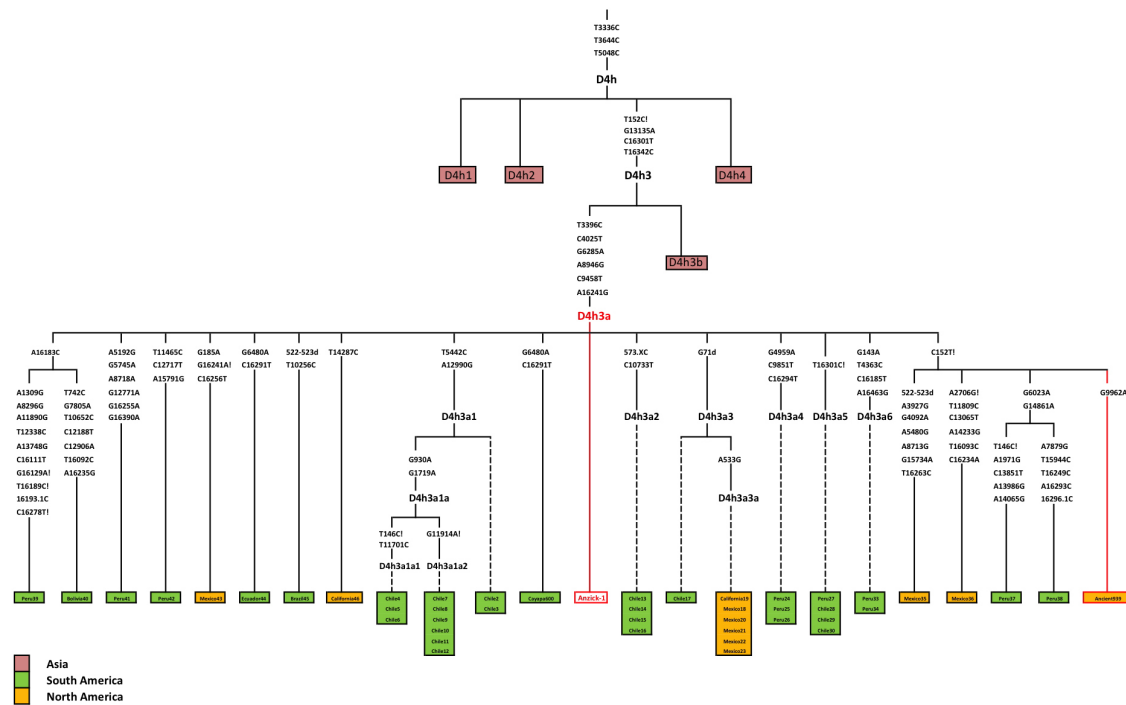 T3336C
T3644C
T5048C
D4h
T152C!
G13135A
C16301T
T16342C
D4h1
D4h2
D4h3
D4h4
T3396C
C4025T
G6285A
A8946G
C9458T
A16241G
D4h3b
D4h3a
A16183C
A1309G
A8296G
A11890G
T12338C
A13748G
C16111T
G16129A!
T16189C!
16193.1C
C16278T!
T742C
G7805A
T10652C
C12188T
C12906A
T16092C
A16235G
A5192G
G5745A
A8718A
G12771A
G16255A
G16390A
T11465C
C12717T
A15791G
G185A
G16241A!
C16256T
G6480A
C16291T
522-523d
T10256C
T14287C
T5442C
A12990G
D4h3a1
G930A
G1719A
D4h3a1a
T146C!
T11701C
D4h3a1a1
G11914A!
D4h3a1a2
G6480A
C16291T
573.XC
C10733T
D4h3a2
G71d
D4h3a3
A533G
D4h3a3a
G4959A
C9851T
C16294T
D4h3a4
T16301C!
D4h3a5
G143A
T4363C
C16185T
A16463G
D4h3a6
C152T!
522-523d
A3927G
G4092A
A5480G
A8713G
G15734A
T16263C
A2706G!
T11809C
C13065T
A14233G
T16093C
C16234A
G6023A
G14861A
T146C!
A1971G
C13851T
A13986G
A14065G
A7879G
T15944C
T16249C
A16293C
16296.1C
G9962A
Peru39
Bolivia40
Peru41
Peru42
Mexico43
Ecuador44
Brazil45
California46
Chile4
Chile5
Chile6
Chile7
Chile8
Chile9
Chile10
Chile11
Chile12
Chile2
Chile3
Cayapa600
Anzick-1
Chile13
Chile14
Chile15
Chile16
Chile17
California19
Mexico18
Mexico20
Mexico21
Mexico22
Mexico23
Peru24
Peru25
Peru26
Peru27
Chile28
Chile29
Chile30
Peru33
Peru34
Mexico35
Mexico36
Peru37
Peru38
Ancient939
Asia
South America
North America